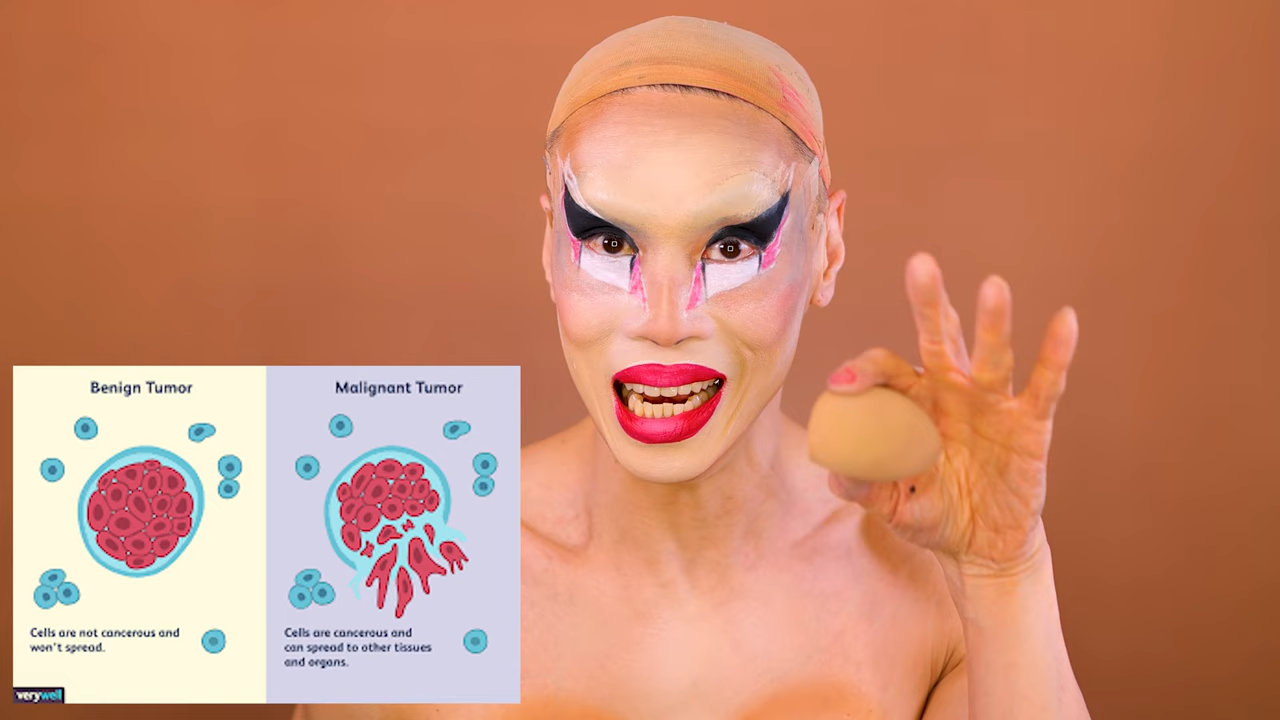 Benign Tumor
Malignant Tumor
Cells are not cancerous and
won't spread.
Cells are cancerous and
can spread to other tissues
and organs.
verywell